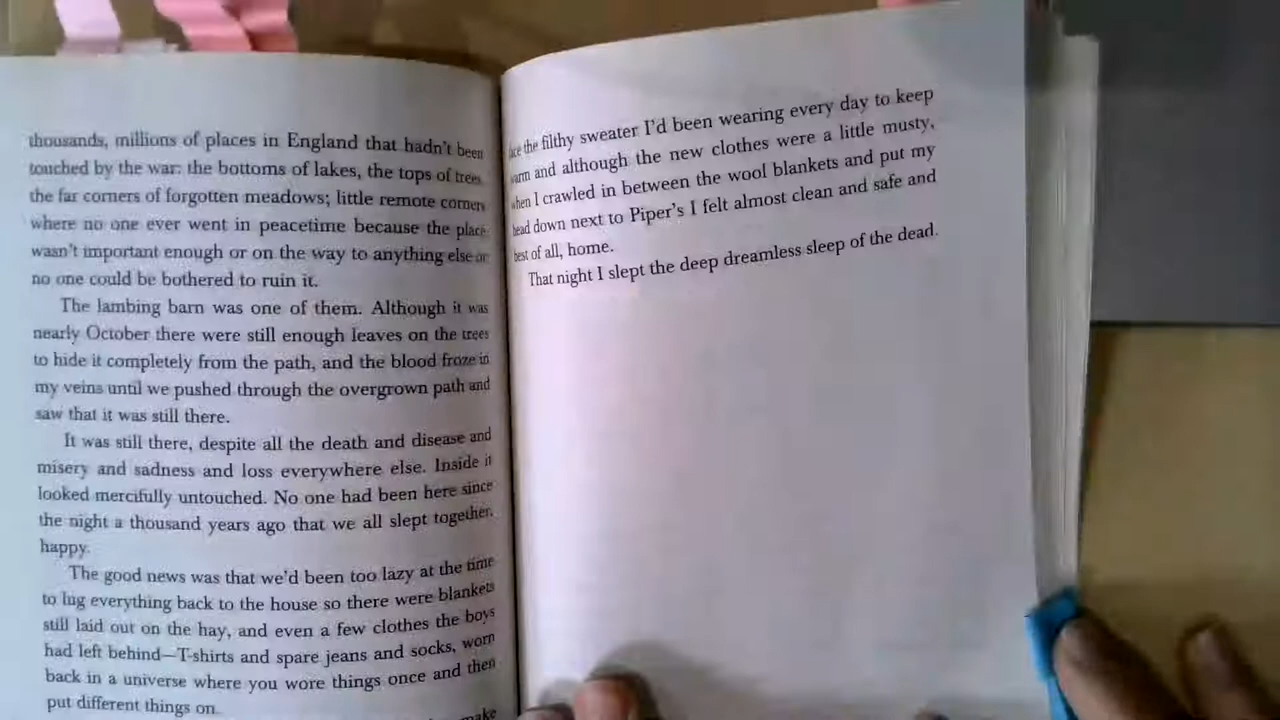 thousands, millions of places in England that hadn't been
touched by the war: the bottoms of lakes, the tops of trees,
the far corners of forgotten meadows; little remote corners
where no one ever went in peacetime because the place
wasn't important enough or on the way to anything else or
no one could be bothered to ruin it.
The lambing barn was one of them. Although it was
nearly October there were still enough leaves on the trees
to hide it completely from the path, and the blood froze in
my veins until we pushed through the overgrown path and
saw that it was still there.
It was still there, despite all the death and disease and
misery and sadness and loss everywhere else. Inside it
looked mercifully untouched. No one had been here since
the night a thousand years ago that we all slept together,
happy.
The good news was that we'd been too lazy at the time
to lug everything back to the house so there were blankets
still laid out on the hay, and even a few clothes the boys
had left behind—T-shirts and spare jeans and socks, worn
back in a universe where you wore things once and then
put different things on.
make
the filthy sweater I'd been wearing every day to keep
warm and although the new clothes were a little musty,
when I crawled in between the wool blankets and put my
head down next to Piper's I felt almost clean and safe and
best of all, home.
That night I slept the deep dreamless sleep of the dead.